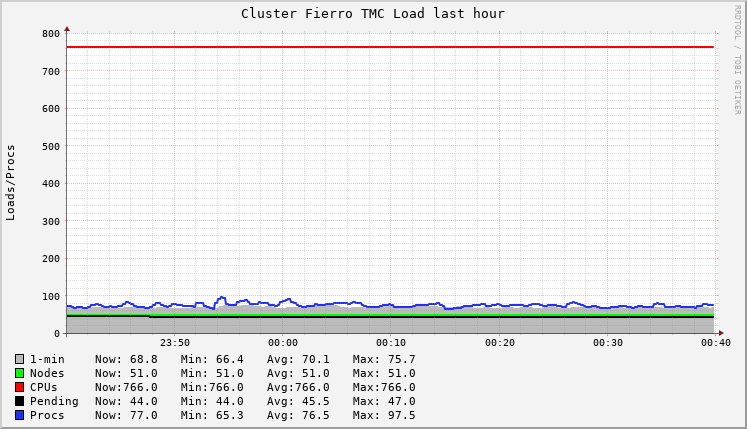 Cluster Fierro TMC Load last hour
RRDTOOL / TOBI OETIKER
Loads/Procs
800
700
600
500
400
300
200
100
0
23:50 00:00 00:10 00:20 00:30 00:40
1-min Now: 68.8 Min: 66.4 Avg: 70.1 Max: 75.7
Nodes Now: 51.0 Min: 51.0 Avg: 51.0 Max: 51.0
CPUs Now:766.0 Min:766.0 Avg:766.0 Max:766.0
Pending Now: 44.0 Min: 44.0 Avg: 45.5 Max: 47.0
Procs Now: 77.0 Min: 65.3 Avg: 76.5 Max: 97.5